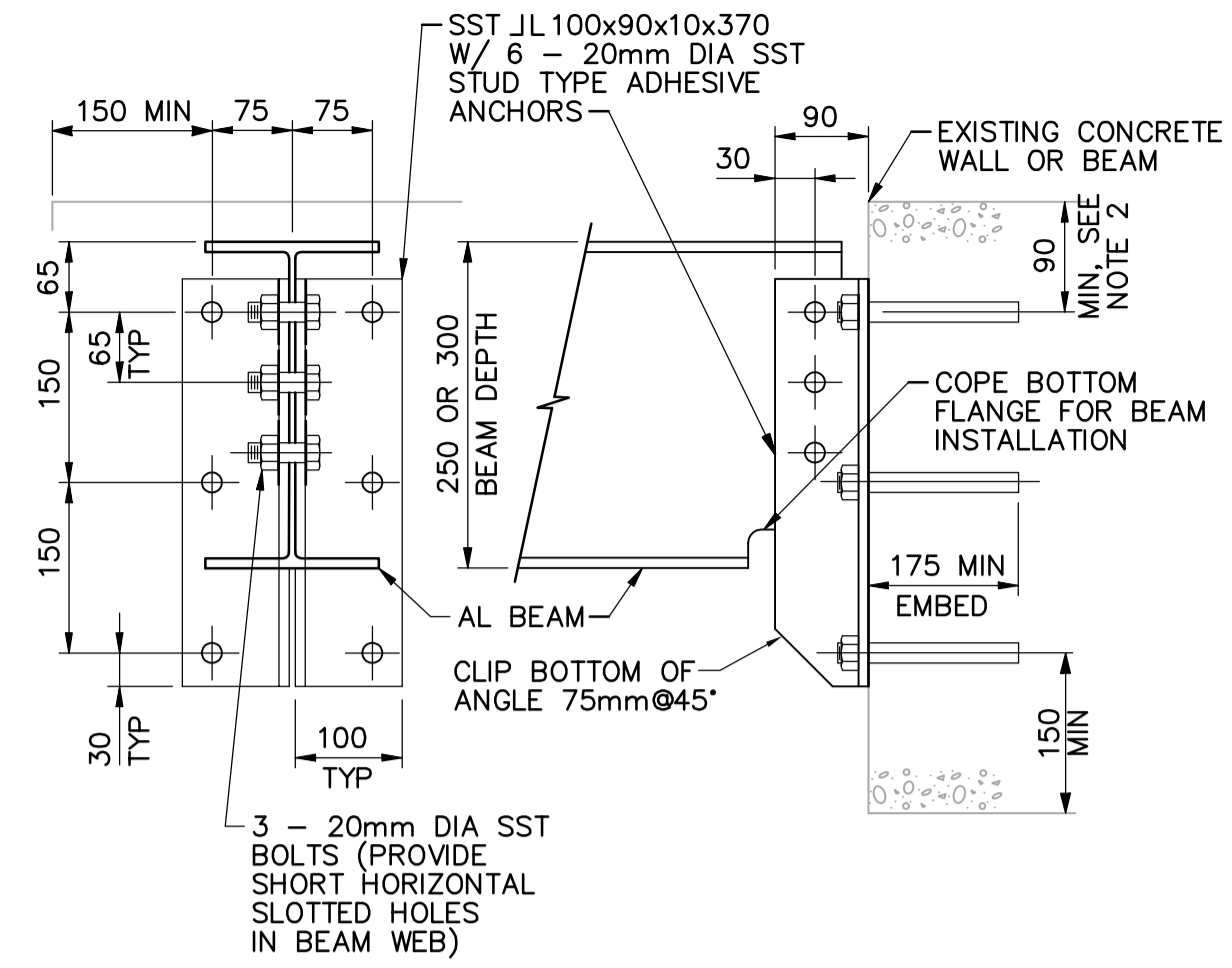 SST ⅃L 100x90x10x370
W/ 6 – 20mm DIA SST
STUD TYPE ADHESIVE
ANCHORS
150 MIN
75
75
90
30
EXISTING CONCRETE
WALL OR BEAM
65
65
TYP
150
150
30
TYP
100
TYP
250 OR 300
BEAM DEPTH
90
MIN, SEE
NOTE 2
COPE BOTTOM
FLANGE FOR BEAM
INSTALLATION
175 MIN
EMBED
AL BEAM
CLIP BOTTOM OF
ANGLE 75mm@45°
150
MIN
3 – 20mm DIA SST
BOLTS (PROVIDE
SHORT HORIZONTAL
SLOTTED HOLES
IN BEAM WEB)